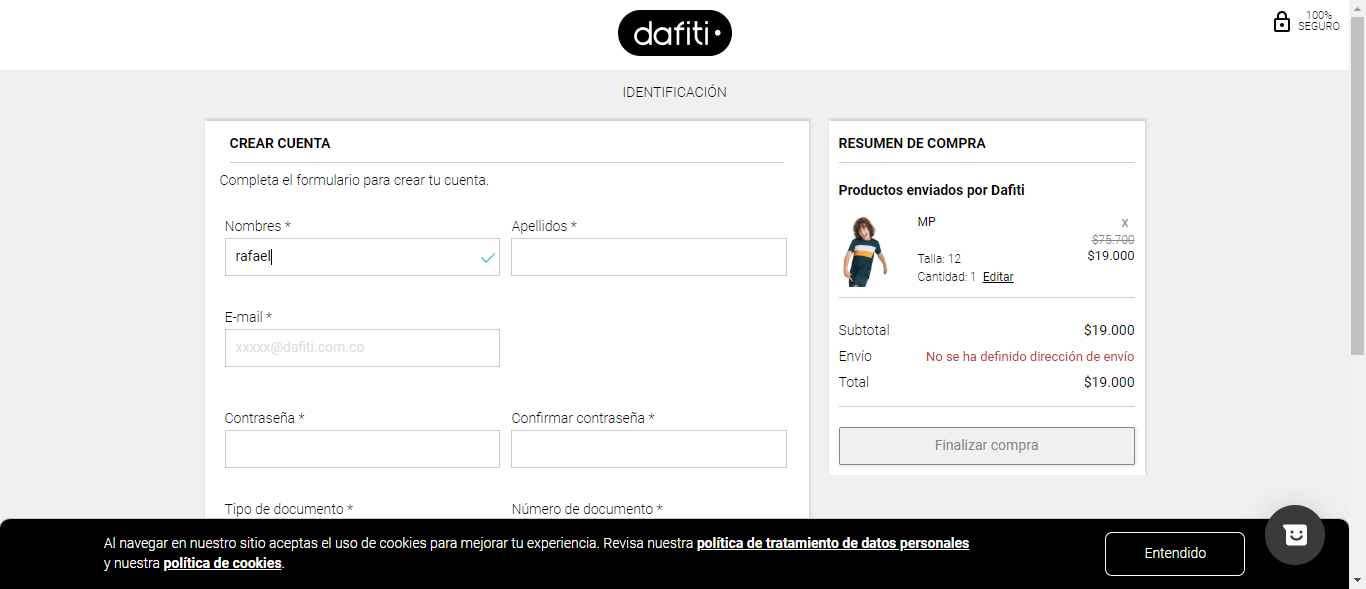 dafiti
100%
SEGURO
IDENTIFICACIÓN
CREAR CUENTA
Completa el formulario para crear tu cuenta.
Nombres *
Apellidos *
rafael
E-mail *
xxxxx@dafiti.com.co
Contraseña *
Confirmar contraseña *
Tipo de documento *
Número de documento *
RESUMEN DE COMPRA
Productos enviados por Dafiti
MP
X
$75.700
$19.000
Talla: 12
Cantidad: 1 Editar
Subtotal $19.000
Envío No se ha definido dirección de envío
Total $19.000
Finalizar compra
Al navegar en nuestro sitio aceptas el uso de cookies para mejorar tu experiencia. Revisa nuestra política de tratamiento de datos personales
y nuestra política de cookies.
Entendido